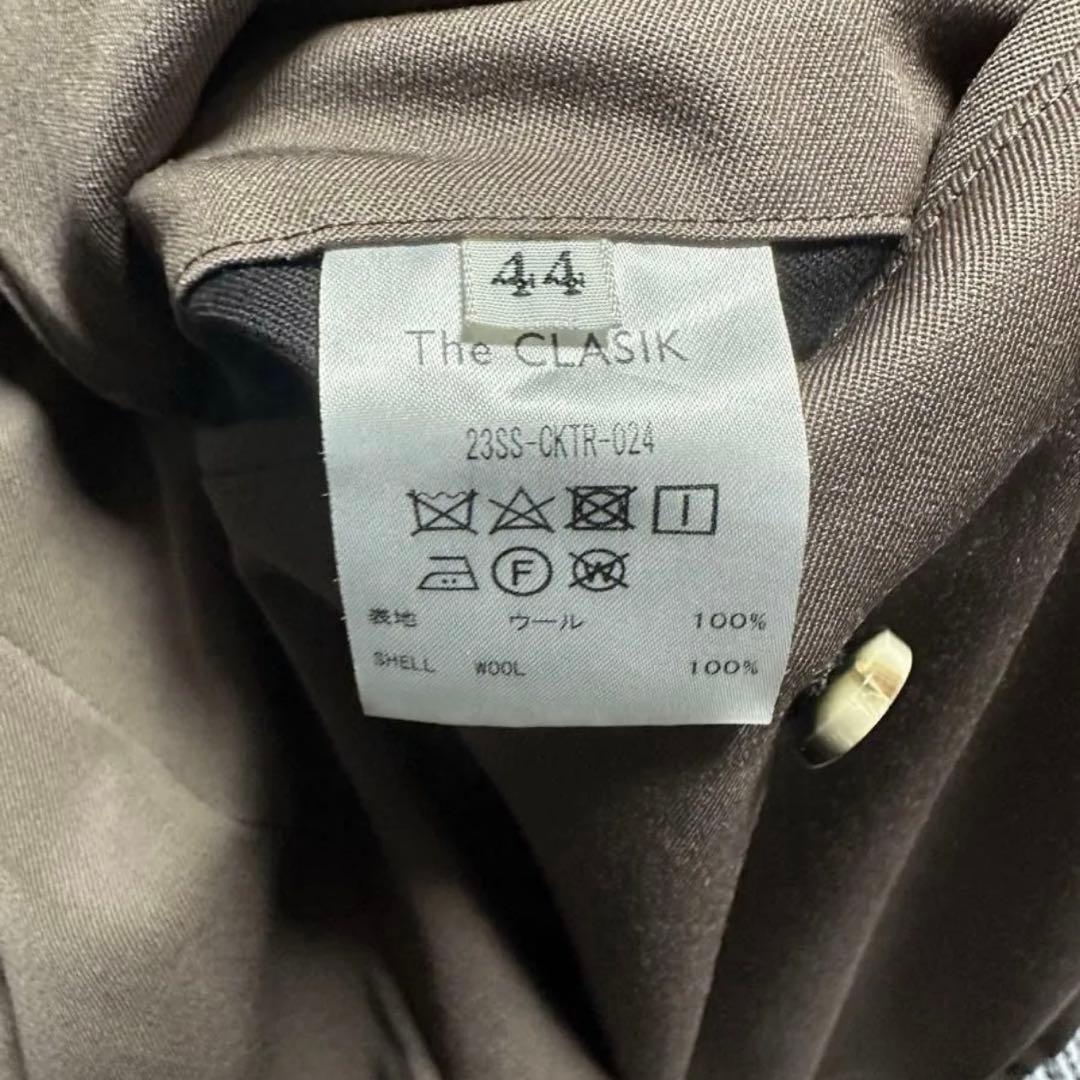 44
The CLASIK
23SS-CKTR-024
F W
表地 ウール 100%
SHELL WOOL 100%